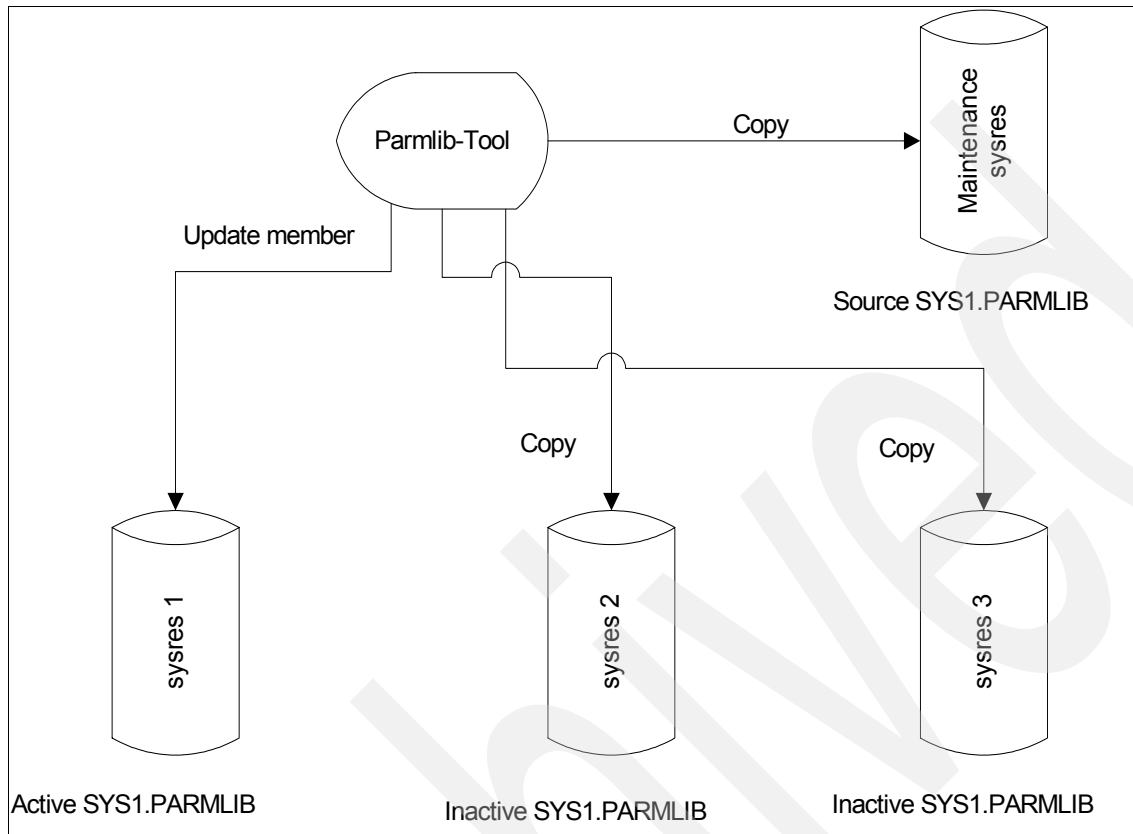 Parmlib-Tool
Copy
Maintenance
sysres
Update member
Source SYS1.PARMLIB
Copy
Copy
sysres 1
sysres 2
sysres 3
Active SYS1.PARMLIB
Inactive SYS1.PARMLIB
Inactive SYS1.PARMLIB